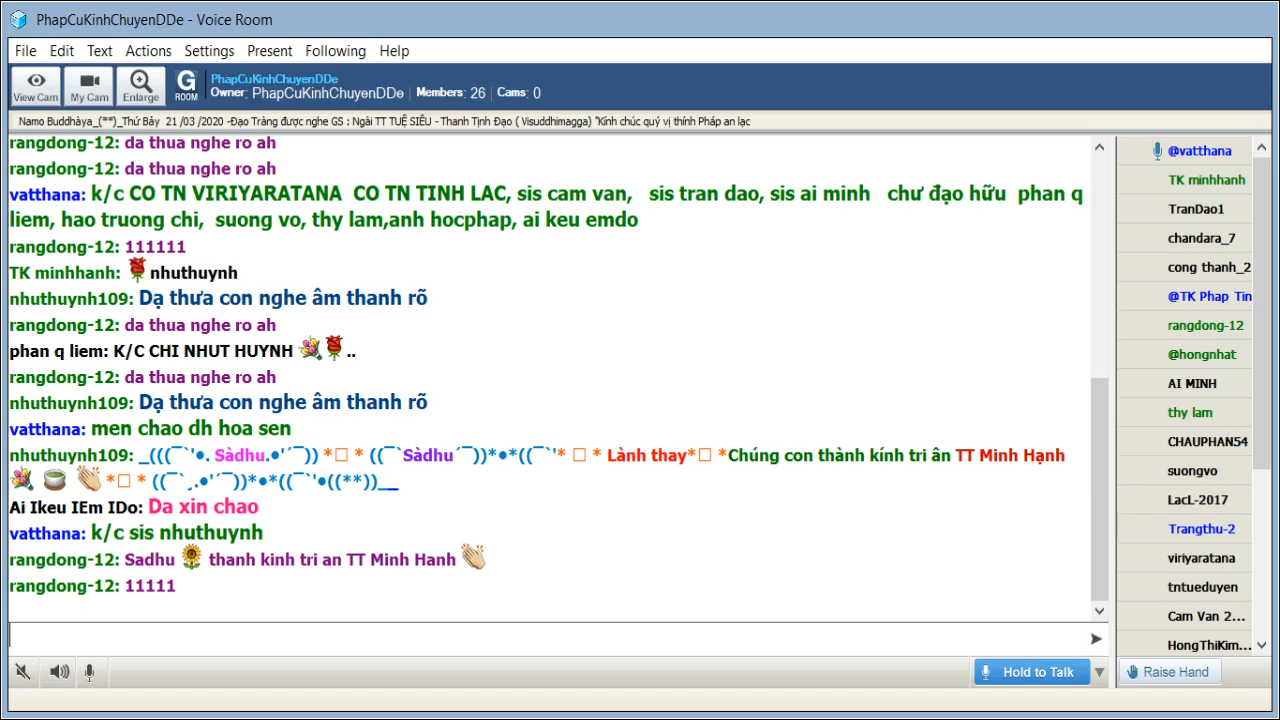 PhapCuKinhChuyenDDe - Voice Room
File Edit Text Actions Settings Present Following Help
View Cam My Cam Enlarge G ROOM
PhapCuKinhChuyenDDe
Owner: PhapCuKinhChuyenDDe Members: 26 Cams: 0
Namo Buddhàya_(**)_Thứ Bảy 21 /03 /2020 -Đạo Tràng được nghe GS : Ngài TT TUỆ SIÊU - Thanh Tịnh Đạo ( Visuddhimagga) "Kính chúc quý vị thính Pháp an lạc
rangdong-12: da thua nghe ro ah
rangdong-12: da thua nghe ro ah
vatthana: k/c CO TN VIRIYARATANA CO TN TINH LAC, sis cam van, sis tran dao, sis ai minh chư đạo hữu phan q
liem, hao truong chi, suong vo, thy lam,anh hocphap, ai keu emdo
rangdong-12: 111111
TK minhhanh: 🌹nhuthuynh
nhuthuynh109: Dạ thưa con nghe âm thanh rõ
rangdong-12: da thua nghe ro ah
phan q liem: K/C CHI NHUT HUYNH 💐🌹..
rangdong-12: da thua nghe ro ah
nhuthuynh109: Dạ thưa con nghe âm thanh rõ
vatthana: men chao dh hoa sen
nhuthuynh109: _(((¯`'●. Sàdhu.●'´¯)) *□ * ((¯`Sàdhu´¯))*●*((¯`'* □ * Lành thay*□ *Chúng con thành kính tri ân TT Minh Hạnh
💐 🍵 👏 *□ * ((¯`¸.●'´¯))*●*((¯`'●((**))__
Ai Ikeu IEm IDo: Da xin chao
vatthana: k/c sis nhuthuynh
rangdong-12: Sadhu 🌻 thanh kinh tri an TT Minh Hanh 👏
rangdong-12: 11111
@vatthana
TK minhhanh
TranDao1
chandara_7
cong thanh_2
@TK Phap Tin
rangdong-12
@hongnhat
AI MINH
thy lam
CHAUPHAN54
suongvo
LacL-2017
Trangthu-2
viriyaratana
tntueduyen
Cam Van 2...
HongThiKim...
Hold to Talk
Raise Hand